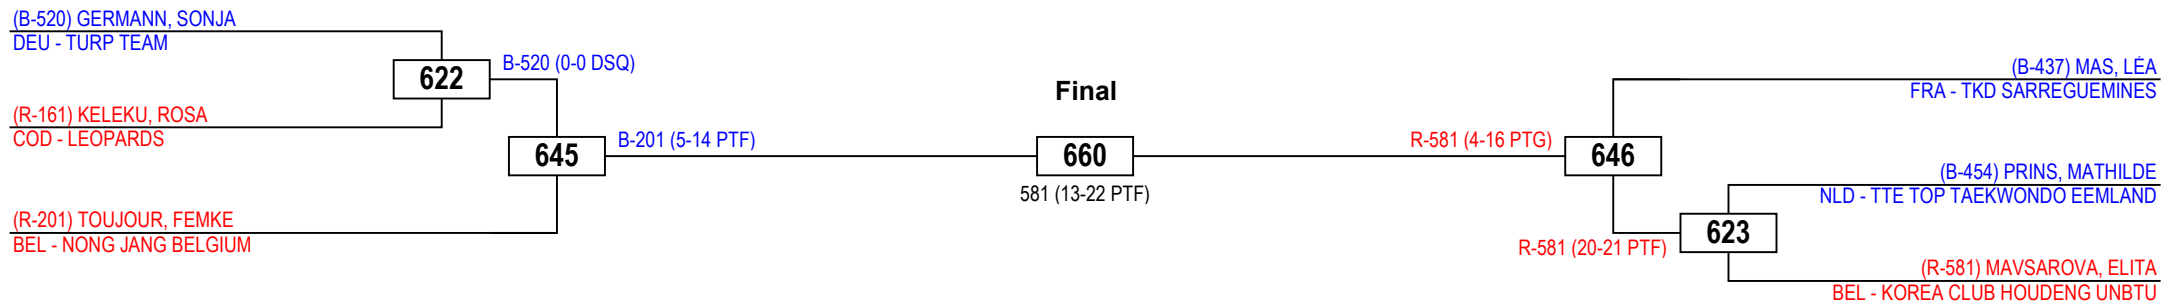 (B-520) GERMANN, SONJA
DEU - TURP TEAM
622
B-520 (0-0 DSQ)
(R-161) KELEKU, ROSA
COD - LEOPARDS
645
B-201 (5-14 PTF)
(R-201) TOUJOUR, FEMKE
BEL - NONG JANG BELGIUM
Final
660
581 (13-22 PTF)
(B-437) MAS, LÉA
FRA - TKD SARREGUEMINES
R-581 (4-16 PTG)
646
(B-454) PRINS, MATHILDE
NLD - TTE TOP TAEKWONDO EEMLAND
623
R-581 (20-21 PTF)
(R-581) MAVSAROVA, ELITA
BEL - KOREA CLUB HOUDENG UNBTU